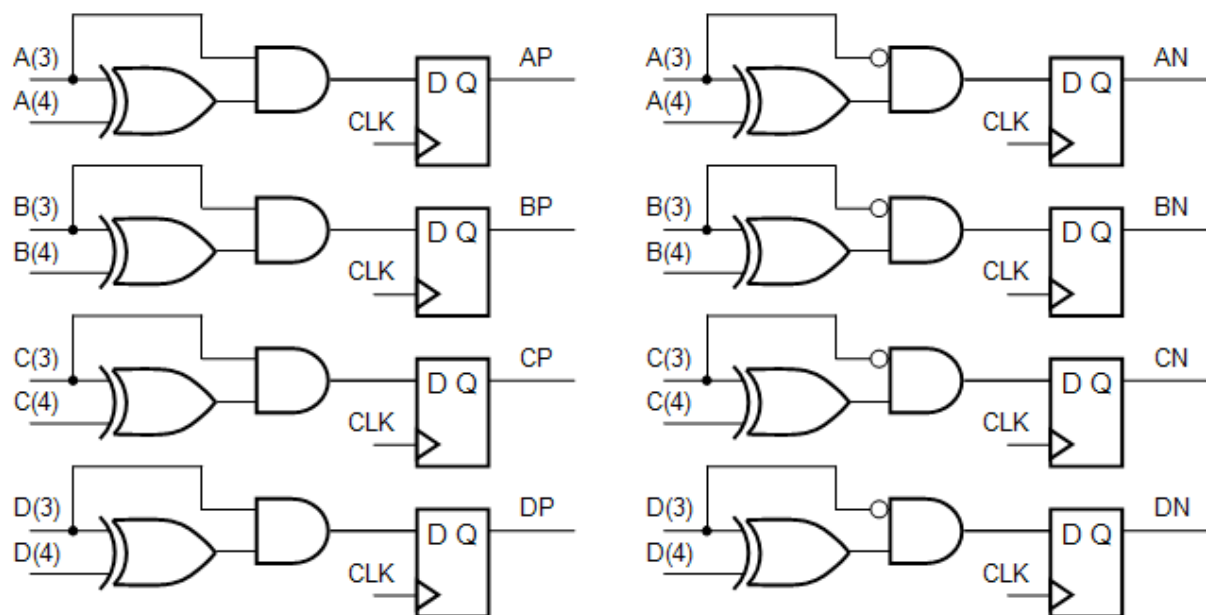 A(3) AP A(3) AN
A(4) D Q A(4) D Q
CLK CLK
B(3) BP B(3) BN
B(4) D Q B(4) D Q
CLK CLK
C(3) CP C(3) CN
C(4) D Q C(4) D Q
CLK CLK
D(3) DP D(3) DN
D(4) D Q D(4) D Q
CLK CLK